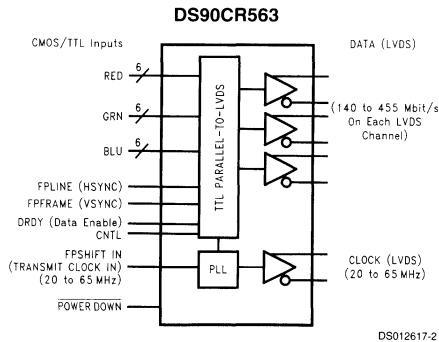 DS90CR563
CMOS/TTL Inputs
DATA (LVDS)
RED
6
GRN
6
BLU
6
TTL PARALLEL-TO-LVDS
(140 to 455 Mbit/s
On Each LVDS
Channel)
FPLINE (HSYNC)
FPFRAME (VSYNC)
DRDY (Data Enable)
CNTL
FPSHIFT IN
(TRANSMIT CLOCK IN)
(20 to 65 MHz)
PLL
CLOCK (LVDS)
(20 to 65 MHz)
POWER DOWN
DS012617-2